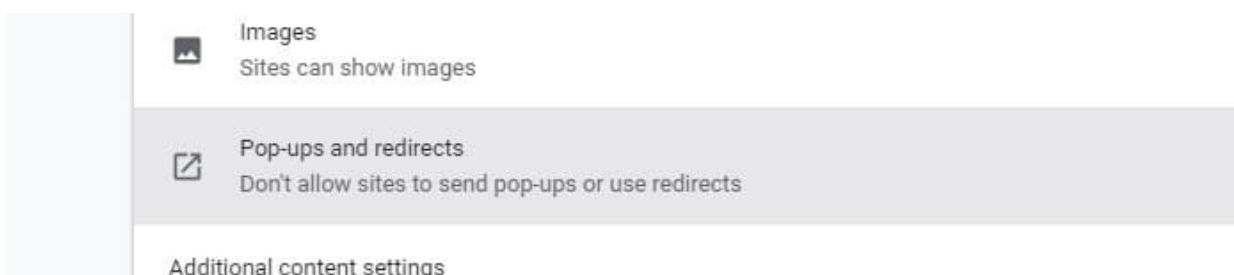 Images
Sites can show images
Pop-ups and redirects
Don't allow sites to send pop-ups or use redirects
Additional content settings